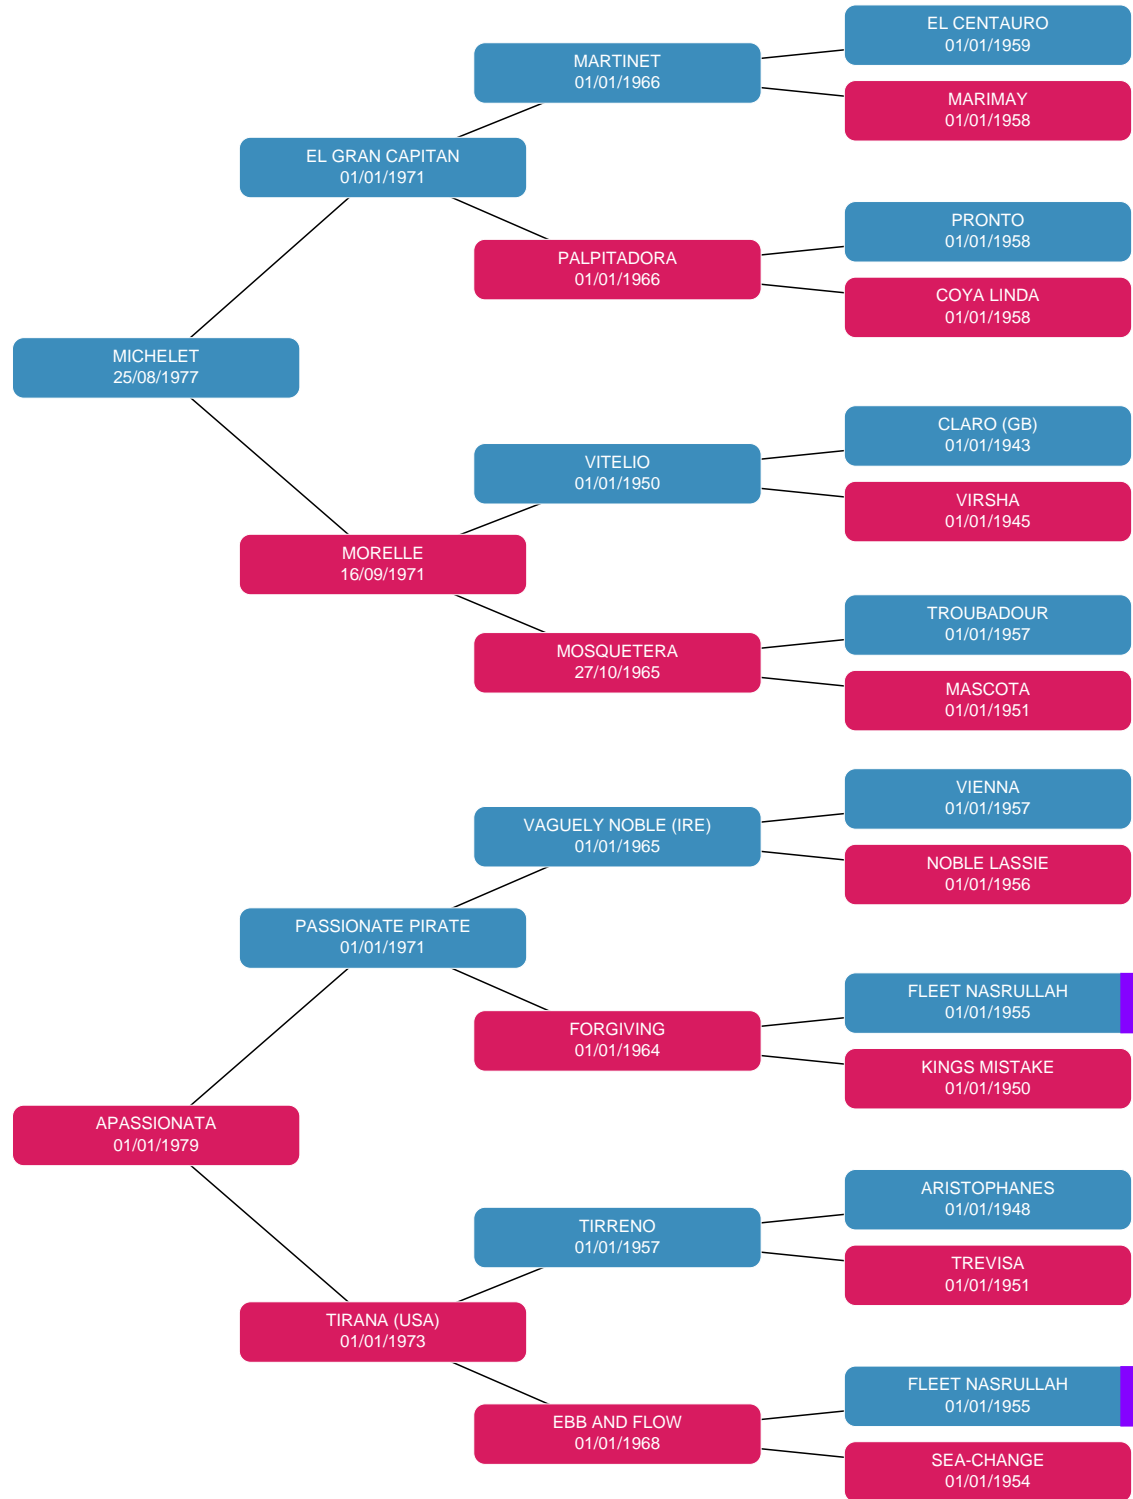 EL CENTAURO
01/01/1959
MARTINET
01/01/1966
MARIMAY
01/01/1958
EL GRAN CAPITAN
01/01/1971
PRONTO
01/01/1958
PALPITADORA
01/01/1966
COYA LINDA
01/01/1958
MICHELET
25/08/1977
CLARO (GB)
01/01/1943
VITELIO
01/01/1950
VIRSHA
01/01/1945
MORELLE
16/09/1971
TROUBADOUR
01/01/1957
MOSQUETERA
27/10/1965
MASCOTA
01/01/1951
VIENNA
01/01/1957
VAGUELY NOBLE (IRE)
01/01/1965
NOBLE LASSIE
01/01/1956
PASSIONATE PIRATE
01/01/1971
FLEET NASRULLAH
01/01/1955
FORGIVING
01/01/1964
KINGS MISTAKE
01/01/1950
APASSIONATA
01/01/1979
ARISTOPHANES
01/01/1948
TIRRENO
01/01/1957
TREVISA
01/01/1951
TIRANA (USA)
01/01/1973
FLEET NASRULLAH
01/01/1955
EBB AND FLOW
01/01/1968
SEA-CHANGE
01/01/1954